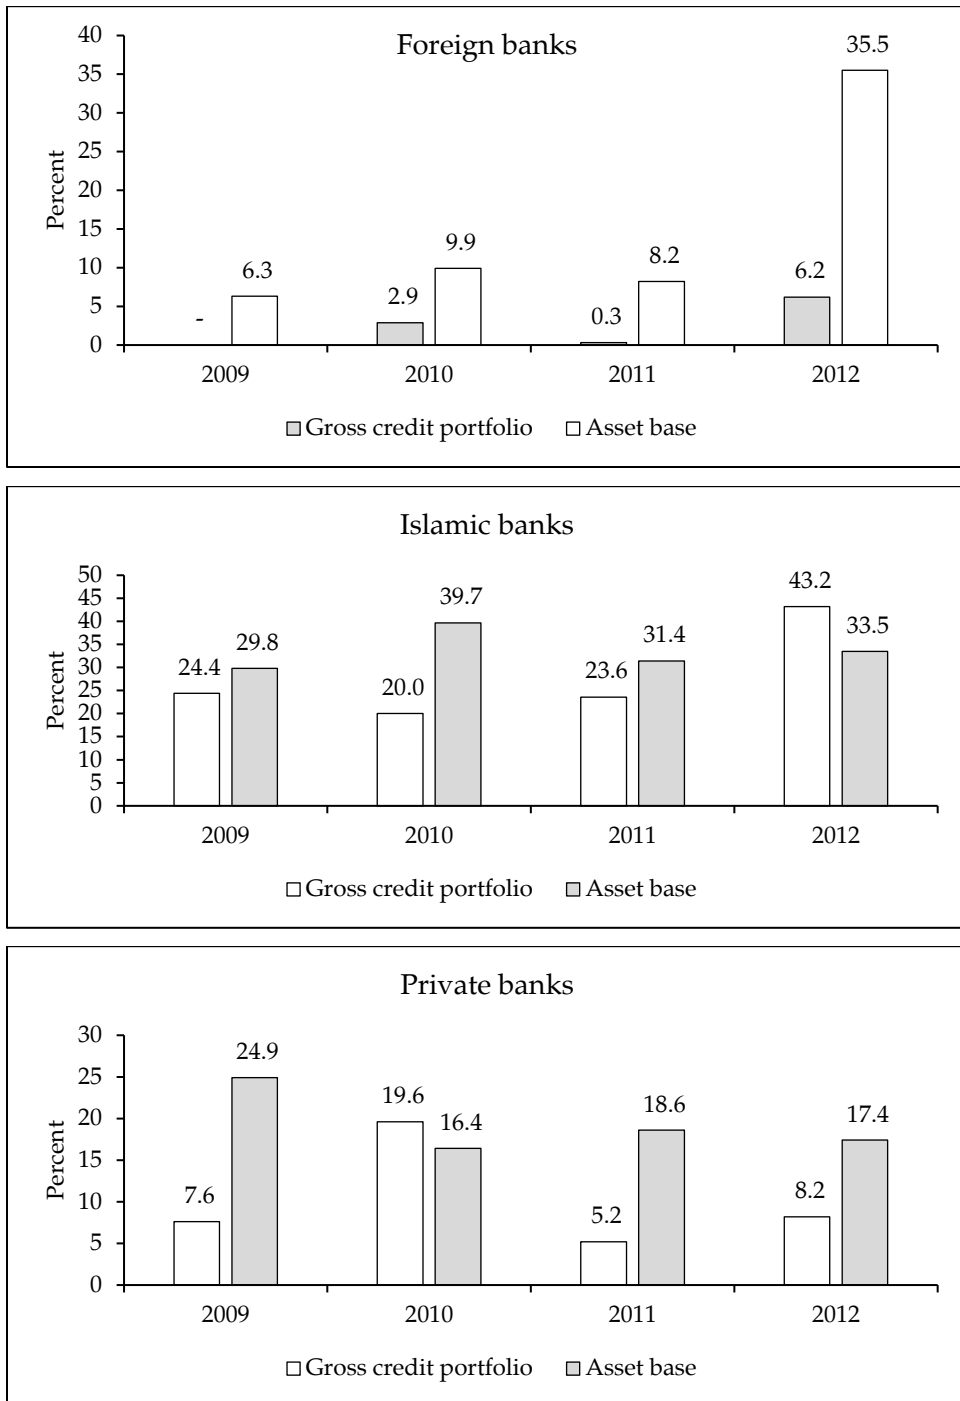 Foreign banks
Percent
40
35
30
25
20
15
10
5
0
- 6.3 2.9 9.9 0.3 8.2 6.2 35.5
2009 2010 2011 2012
Gross credit portfolio Asset base
Islamic banks
Percent
50
45
40
35
30
25
20
15
10
5
0
24.4 29.8 20.0 39.7 23.6 31.4 43.2 33.5
2009 2010 2011 2012
Gross credit portfolio Asset base
Private banks
Percent
30
25
20
15
10
5
0
7.6 24.9 19.6 16.4 5.2 18.6 8.2 17.4
2009 2010 2011 2012
Gross credit portfolio Asset base